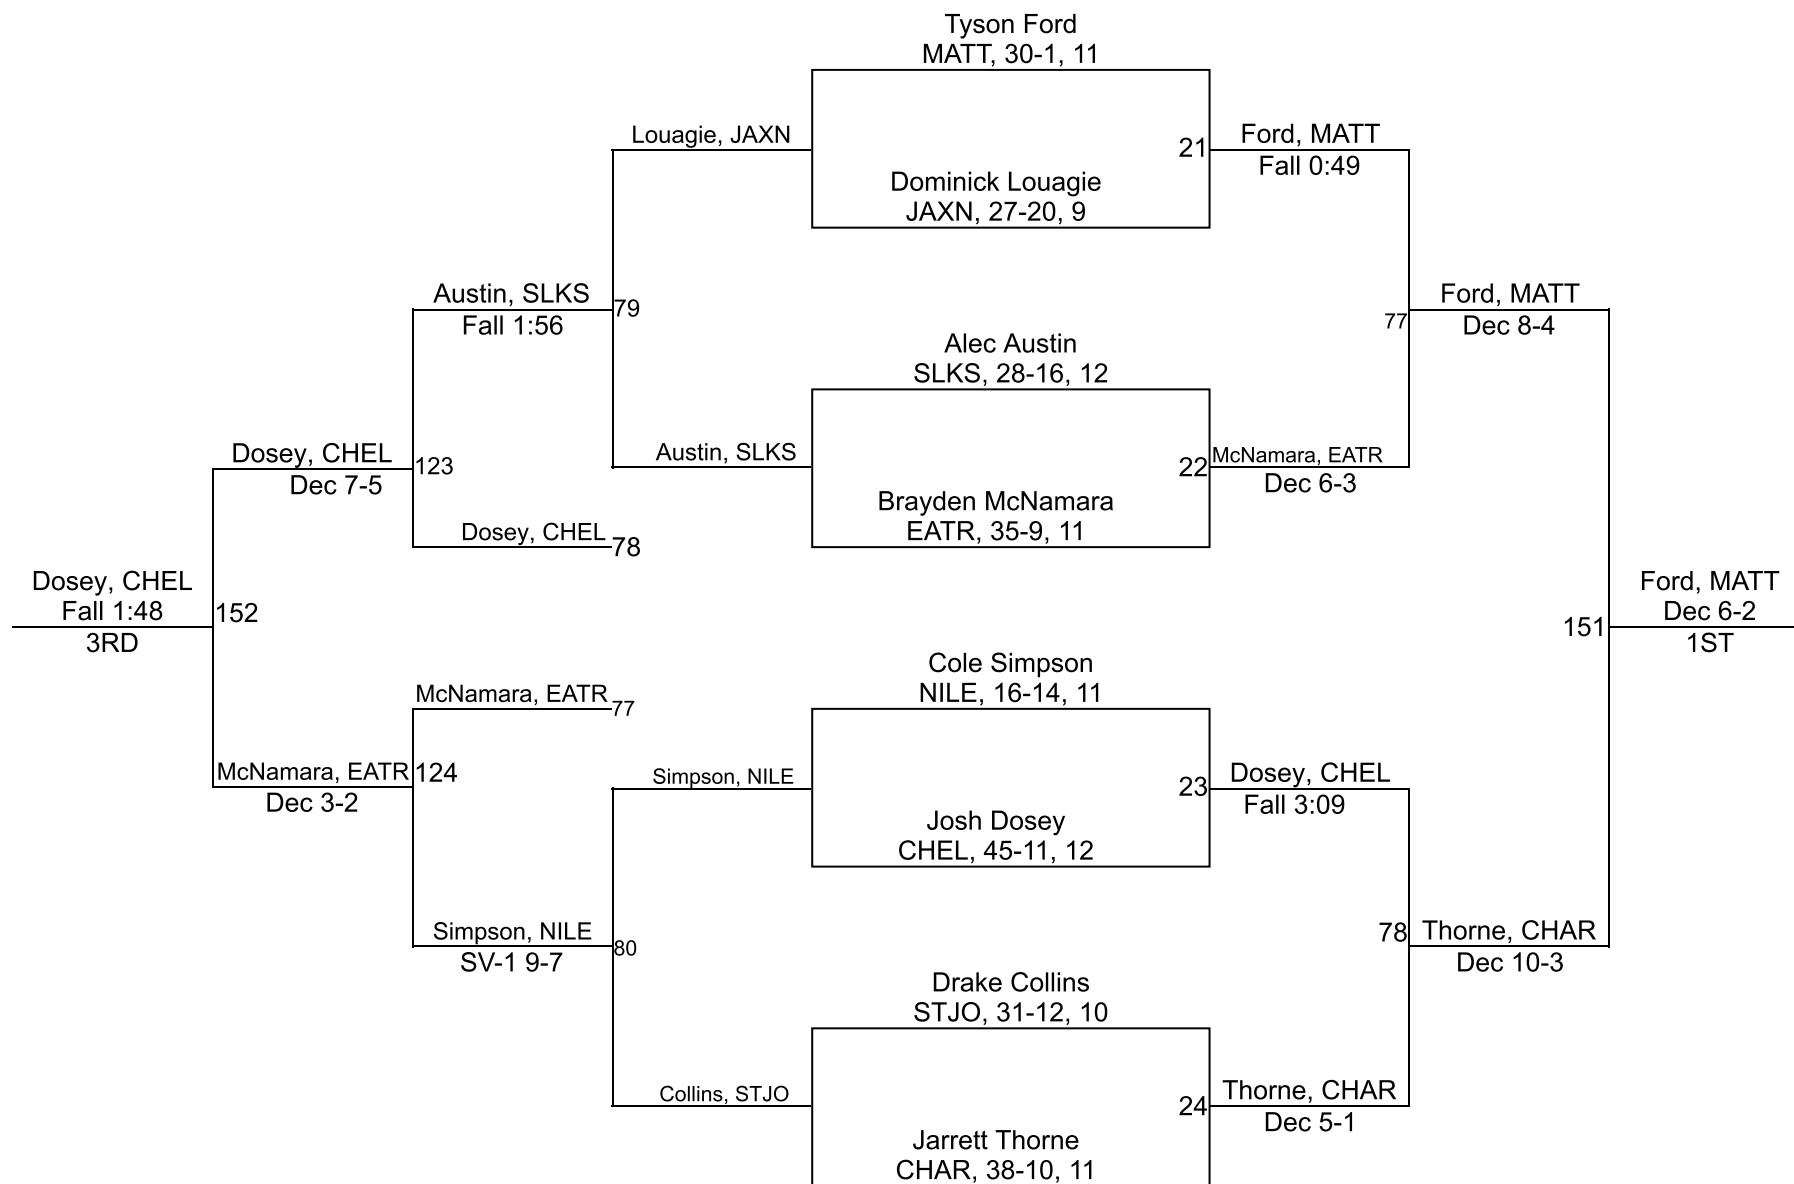 Tyson Ford
MATT, 30-1, 11
Louagie, JAXN
21
Ford, MATT
Fall 0:49
Dominick Louagie
JAXN, 27-20, 9
Austin, SLKS
Fall 1:56
79
77
Ford, MATT
Dec 8-4
Alec Austin
SLKS, 28-16, 12
Dosey, CHEL
Dec 7-5
123
Austin, SLKS
22
McNamara, EATR
Dec 6-3
Brayden McNamara
EATR, 35-9, 11
Dosey, CHEL
78
Dosey, CHEL
Fall 1:48
3RD
152
151
Ford, MATT
Dec 6-2
1ST
Cole Simpson
NILE, 16-14, 11
McNamara, EATR
77
McNamara, EATR
Dec 3-2
124
Simpson, NILE
23
Dosey, CHEL
Fall 3:09
Josh Dosey
CHEL, 45-11, 12
Simpson, NILE
SV-1 9-7
80
78
Thorne, CHAR
Dec 10-3
Drake Collins
STJO, 31-12, 10
Collins, STJO
24
Thorne, CHAR
Dec 5-1
Jarrett Thorne
CHAR, 38-10, 11